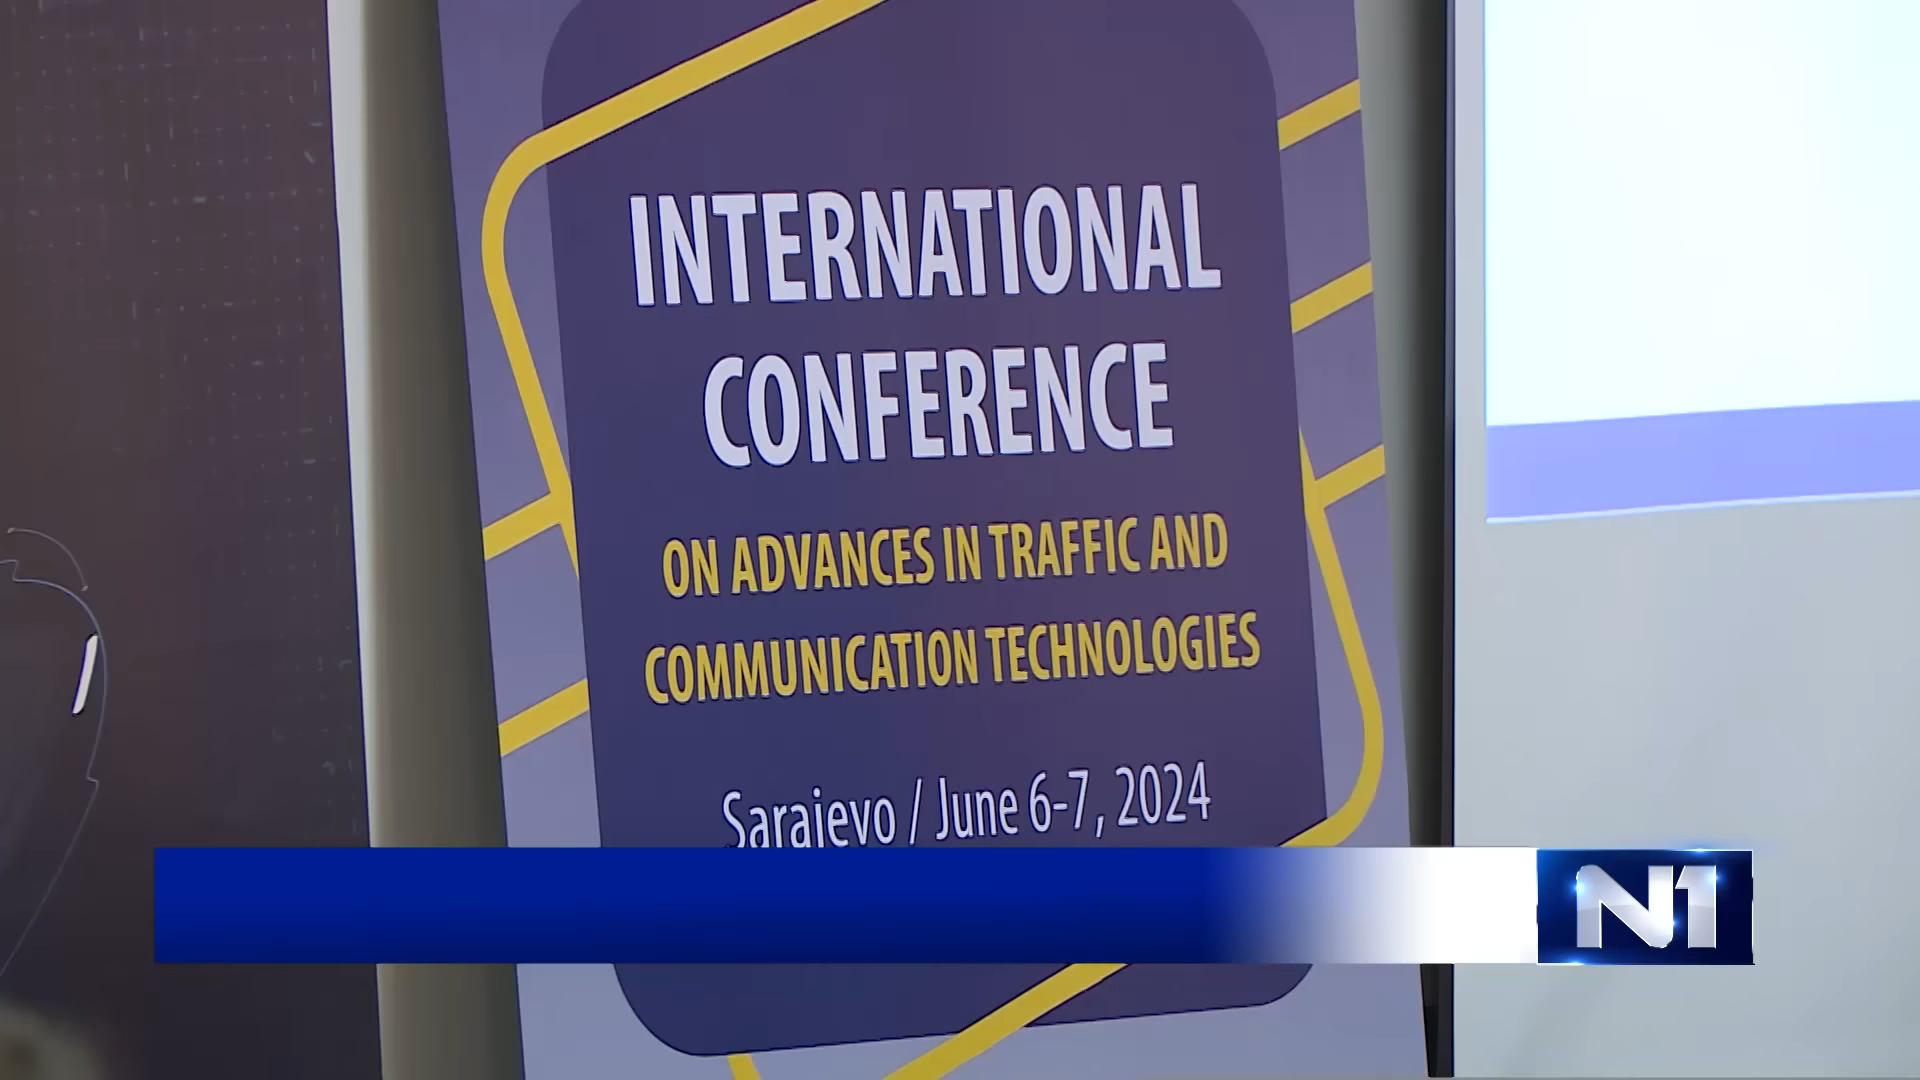 INTERNATIONAL
CONFERENCE
ON ADVANCES IN TRAFFIC AND
COMMUNICATION TECHNOLOGIES
Sarajevo / June 6-7, 2024
N1